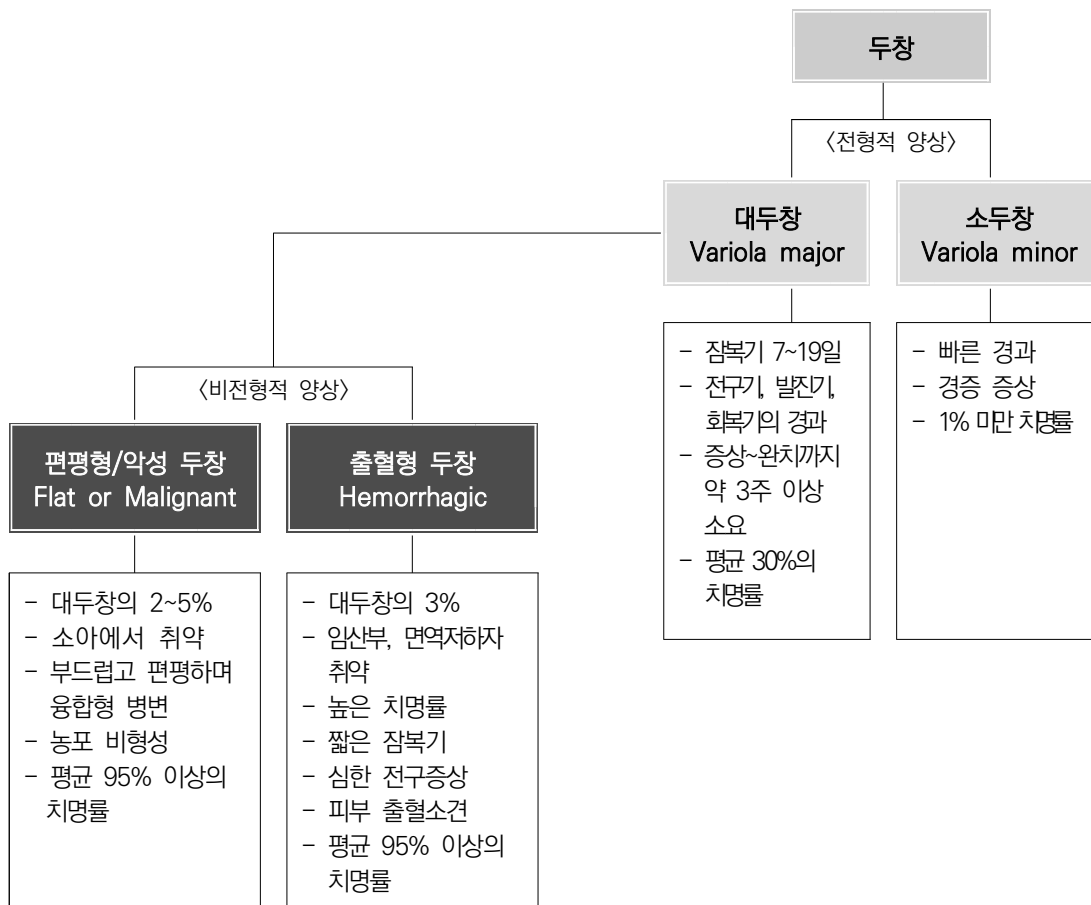 두창
〈전형적 양상〉
대두창
Variola major
소두창
Variola minor
- 잠복기 7~19일
- 전구기, 발진기,
회복기의 경과
- 증상~완치까지
약 3주 이상
소요
- 평균 30%의
치명률
- 빠른 경과
- 경증 증상
- 1% 미만 치명률
〈비전형적 양상〉
편평형/악성 두창
Flat or Malignant
출혈형 두창
Hemorrhagic
- 대두창의 2~5%
- 소아에서 취약
- 부드럽고 편평하며
융합형 병변
- 농포 비형성
- 평균 95% 이상의
치명률
- 대두창의 3%
- 임산부, 면역저하자
취약
- 높은 치명률
- 짧은 잠복기
- 심한 전구증상
- 피부 출혈소견
- 평균 95% 이상의
치명률